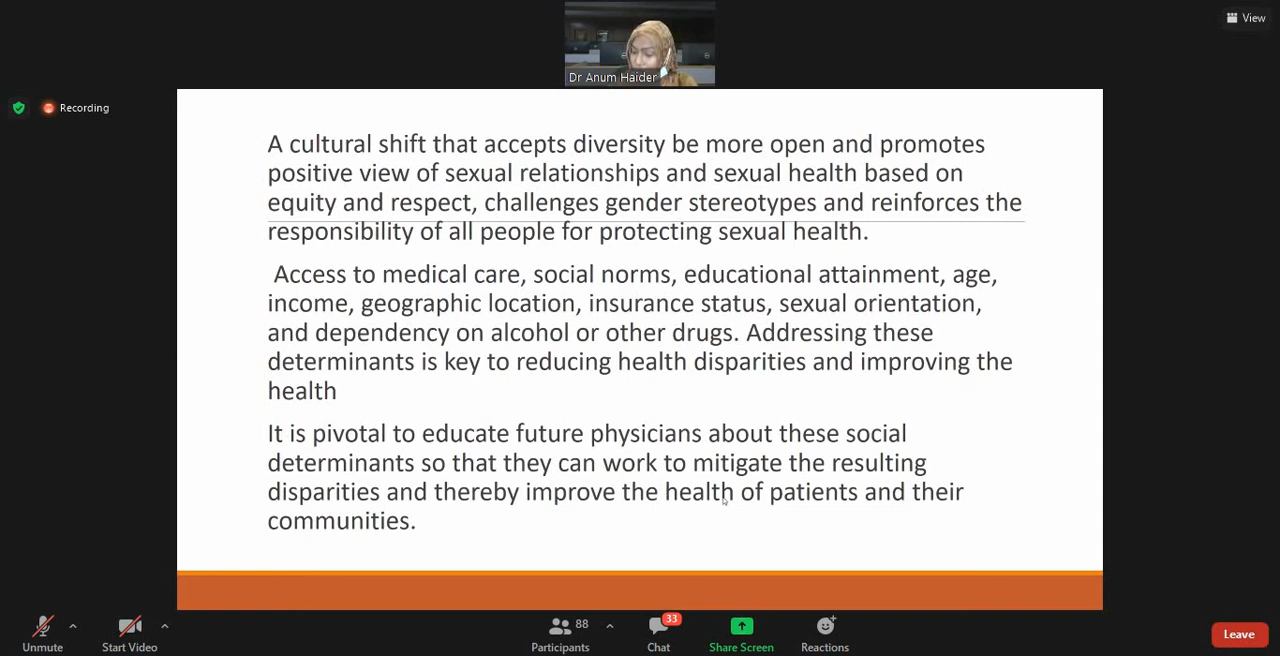 View
Dr Anum Haider
Recording
A cultural shift that accepts diversity be more open and promotes
positive view of sexual relationships and sexual health based on
equity and respect, challenges gender stereotypes and reinforces the
responsibility of all people for protecting sexual health.
Access to medical care, social norms, educational attainment, age,
income, geographic location, insurance status, sexual orientation,
and dependency on alcohol or other drugs. Addressing these
determinants is key to reducing health disparities and improving the
health
It is pivotal to educate future physicians about these social
determinants so that they can work to mitigate the resulting
disparities and thereby improve the health of patients and their
communities.
Unmute
Start Video
88
Participants
33
Chat
Share Screen
Reactions
Leave